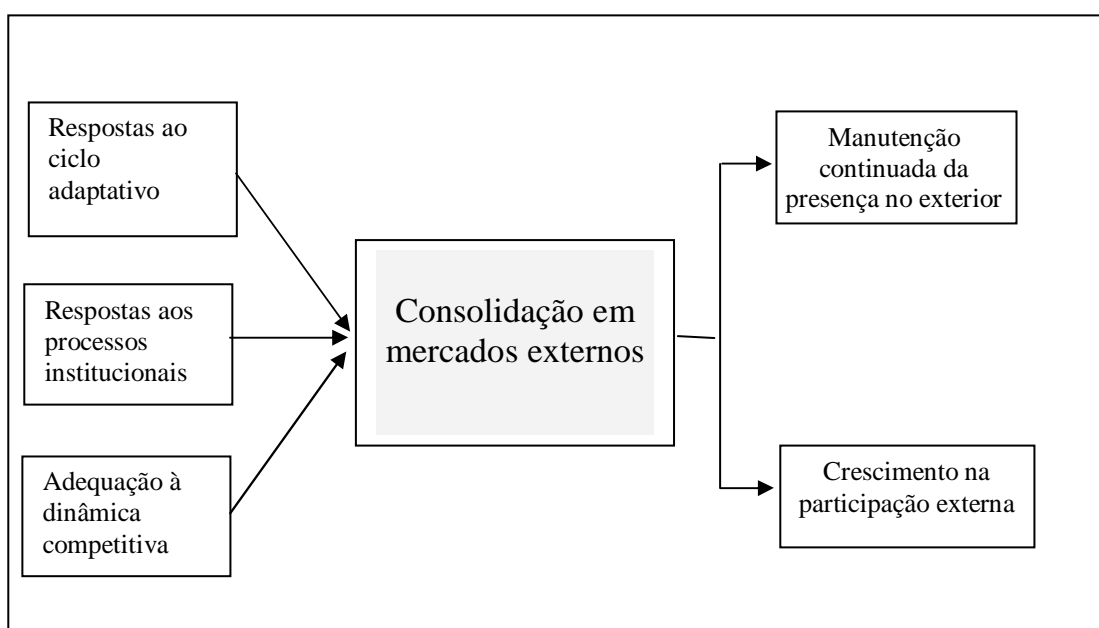 Respostas ao
ciclo
adaptativo
Respostas aos
processos
institucionais
Adequação à
dinâmica
competitiva
Consolidação em
mercados externos
Manutenção
continuada da
presença no exterior
Crescimento na
participação externa